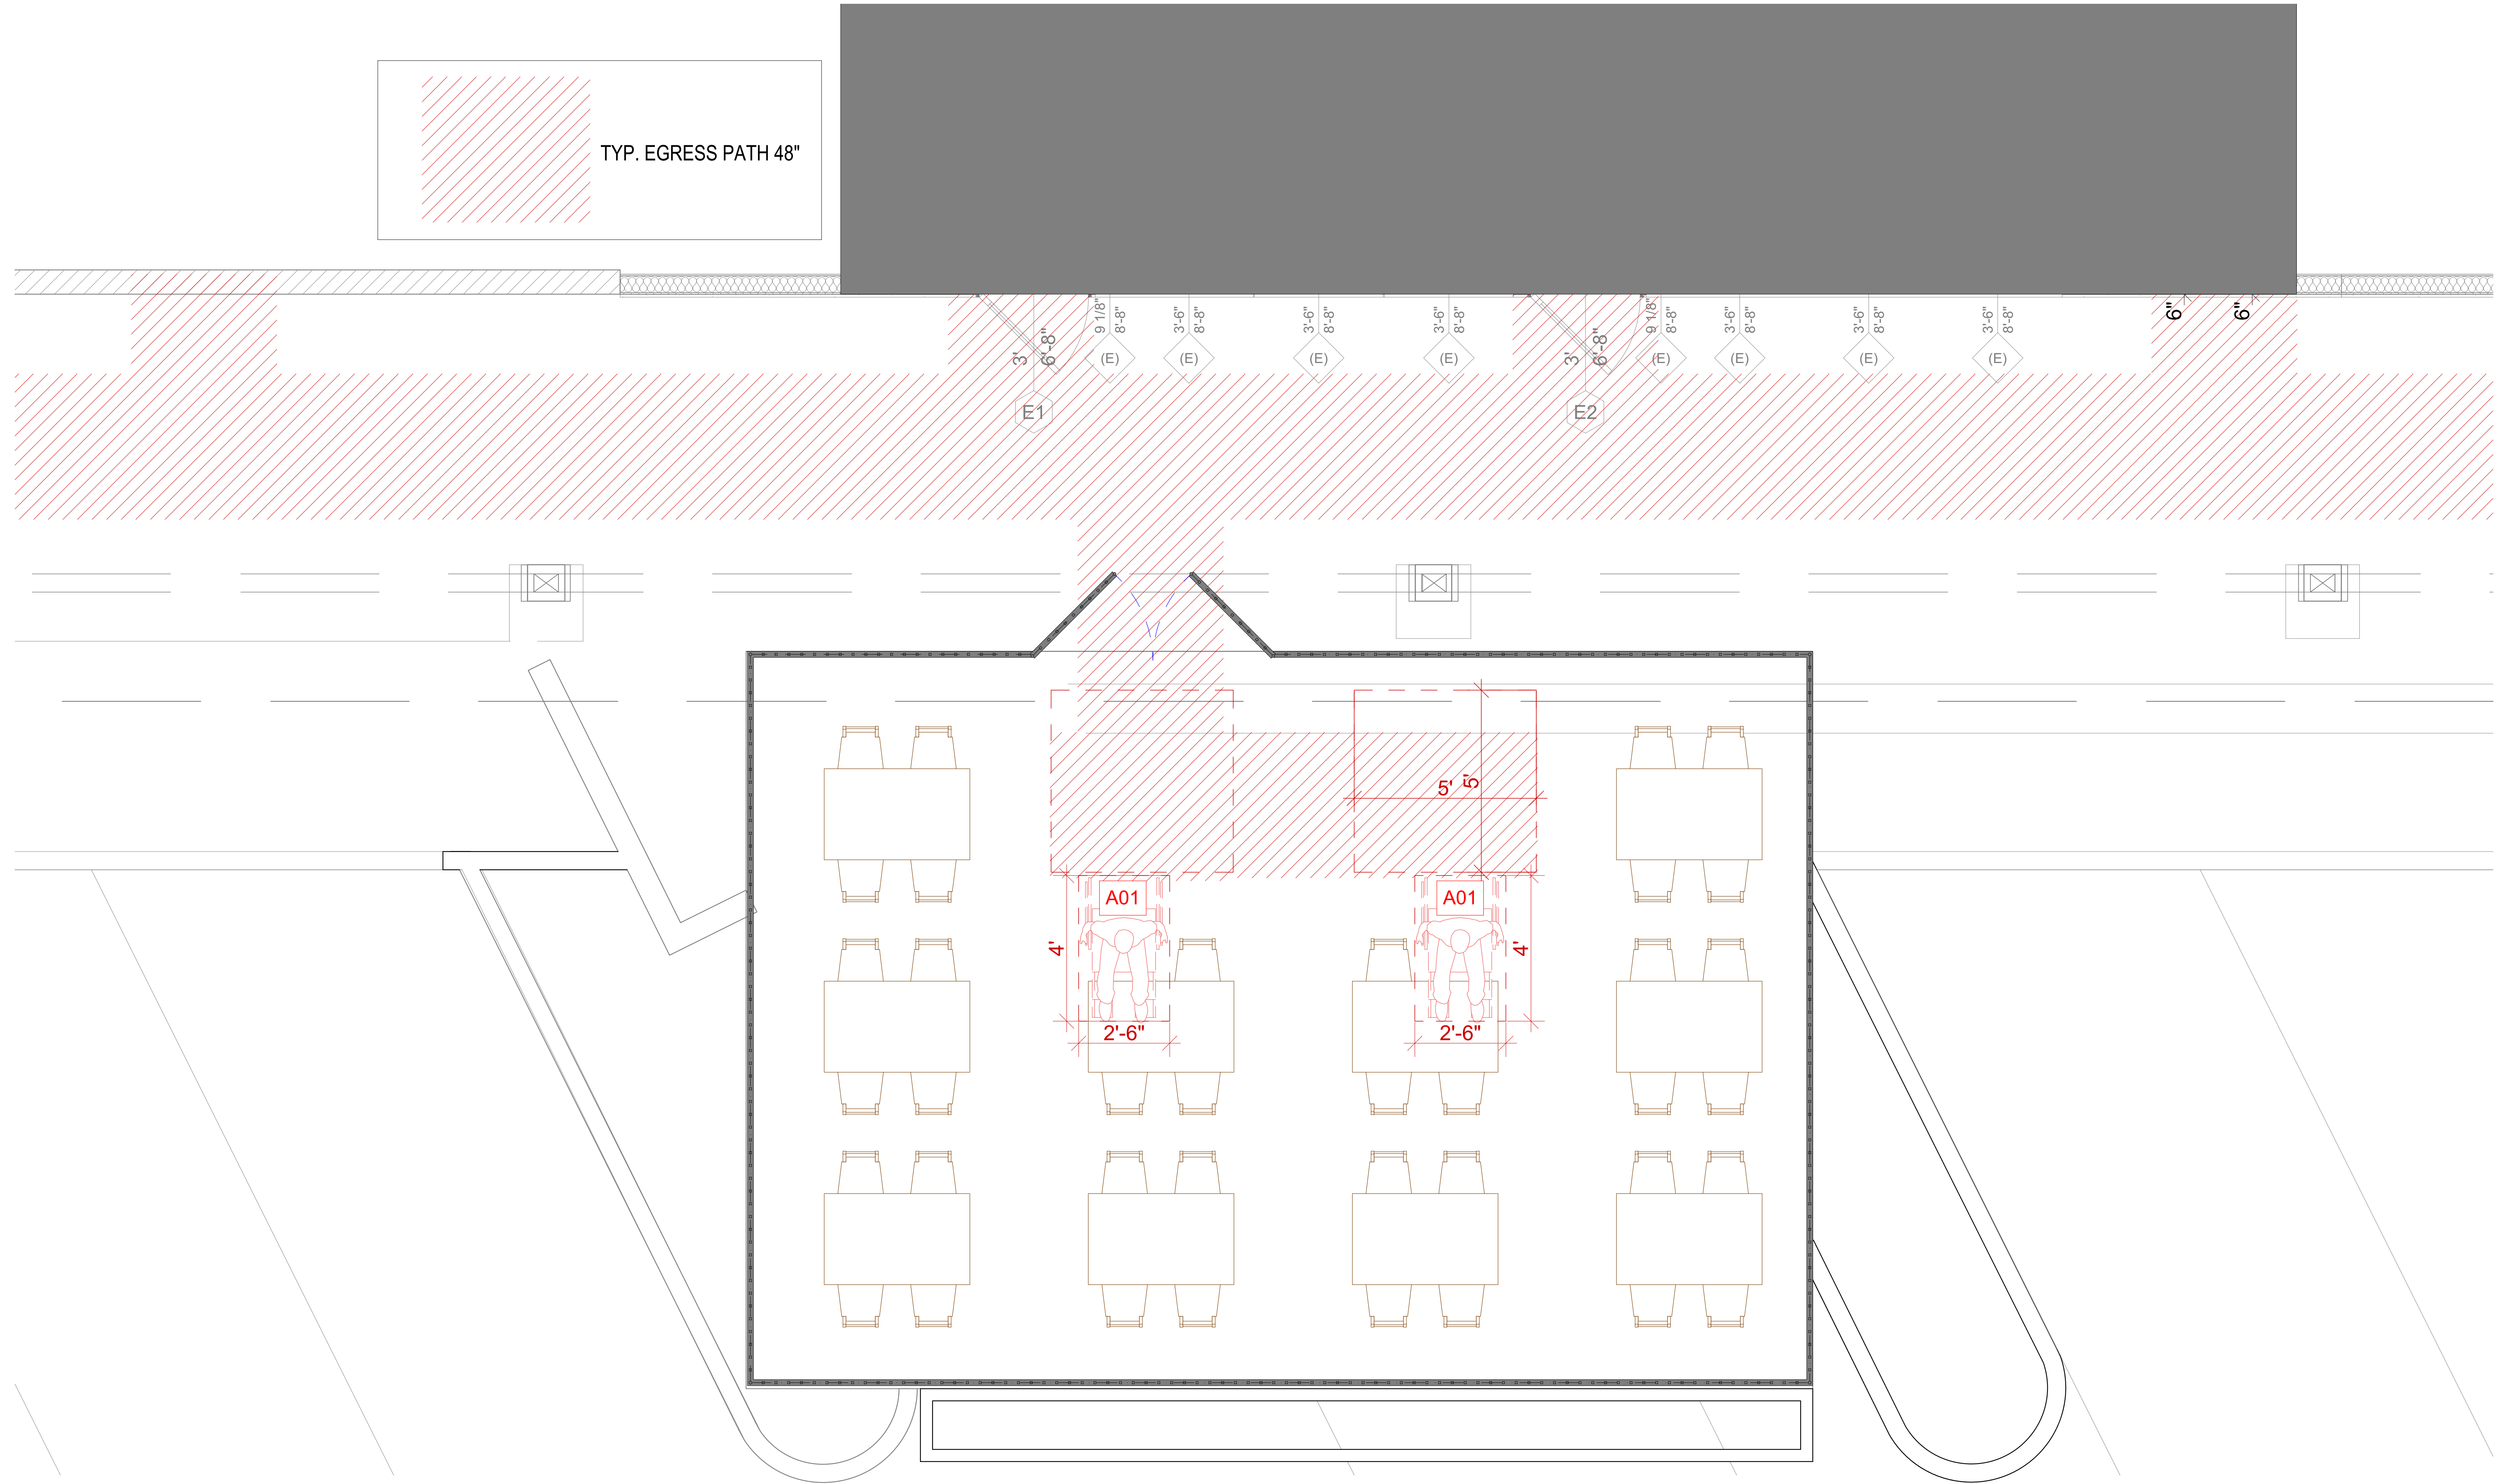 TYP. EGRESS PATH 48"
6"
6"
3'
6'-8"
9 1/8"
8'-8"
3'-6"
8'-8"
3'-6"
8'-8"
3'-6"
8'-8"
3'
6'-8"
9 1/8"
8'-8"
3'-6"
8'-8"
3'-6"
8'-8"
3'-6"
8'-8"
(E)
(E)
(E)
(E)
(E)
(E)
(E)
(E)
E1
E2
5'
5'
A01
A01
4'
4'
2'-6"
2'-6"